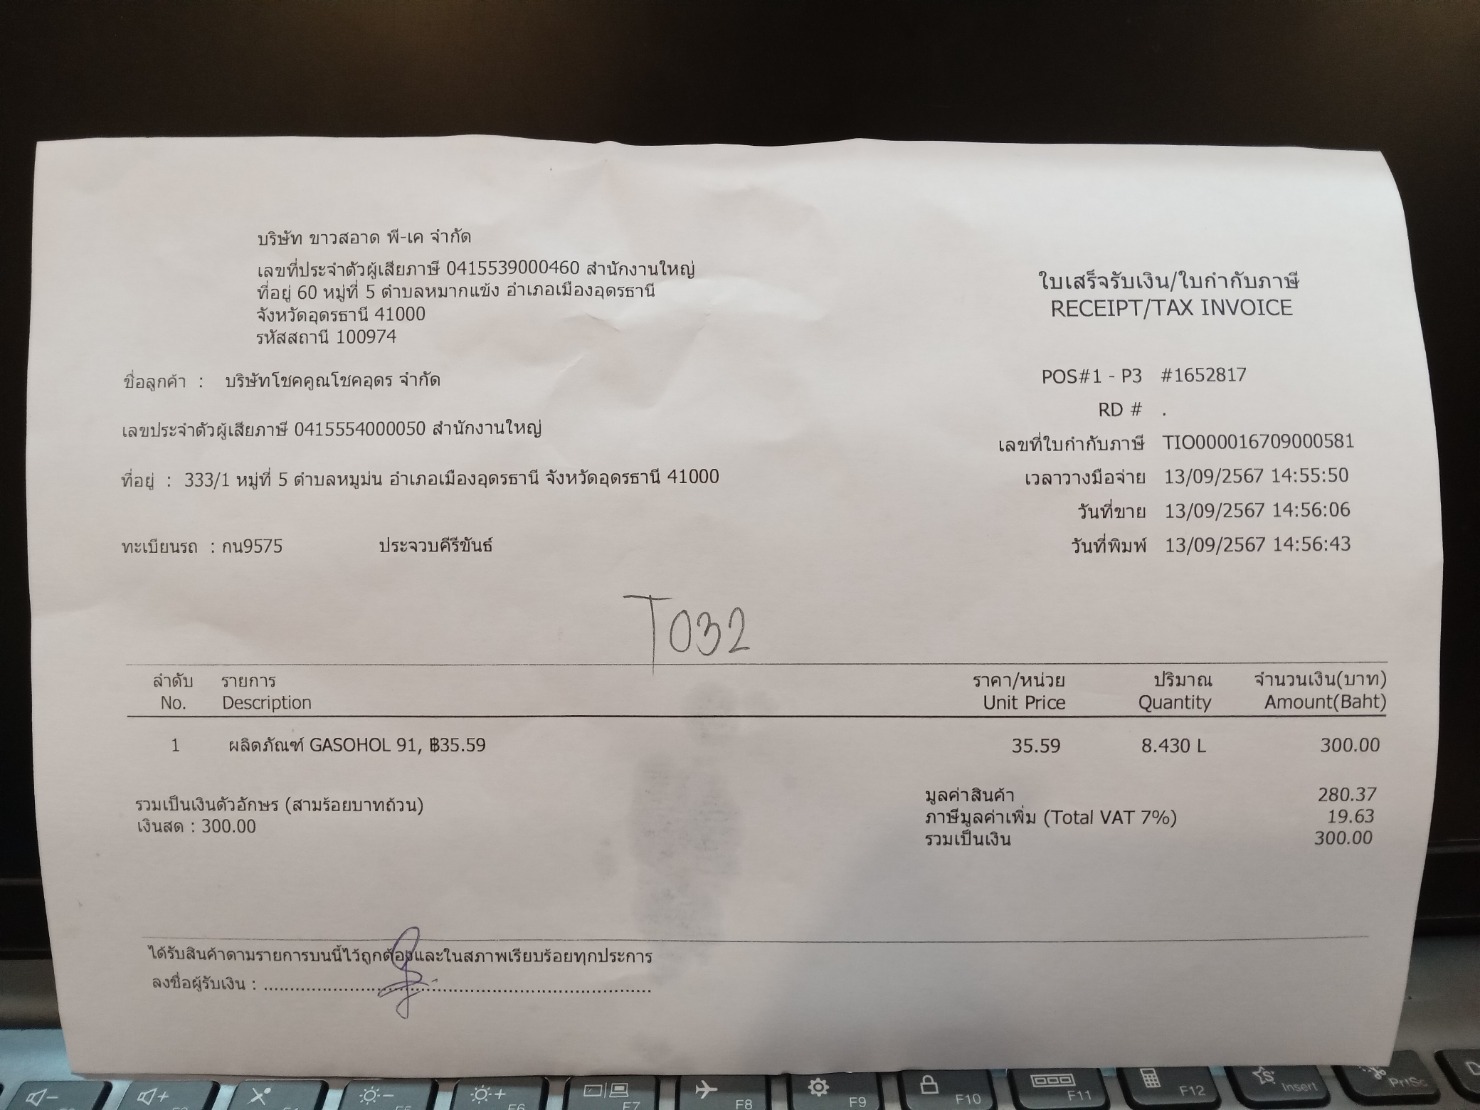 บริษัท ขาวสอาด พี-เค จำกัด
เลขที่ประจำตัวผู้เสียภาษี 0415539000460 สำนักงานใหญ่
ที่อยู่ 60 หมู่ที่ 5 ตำบลหมากแข้ง อำเภอเมืองอุดรธานี
จังหวัดอุดรธานี 41000
รหัสสถานี 100974
ใบเสร็จรับเงิน/ใบกำกับภาษี
RECEIPT/TAX INVOICE
ชื่อลูกค้า : บริษัทโชคคูณโชคอุดร จำกัด
เลขประจำตัวผู้เสียภาษี 0415554000050 สำนักงานใหญ่
ที่อยู่ : 333/1 หมู่ที่ 5 ตำบลหมูม่น อำเภอเมืองอุดรธานี จังหวัดอุดรธานี 41000
ทะเบียนรถ : กน9575 ประจวบคีรีขันธ์
POS#1 - P3 #1652817
RD # .
เลขที่ใบกำกับภาษี TIO000016709000581
เวลาวางมือจ่าย 13/09/2567 14:55:50
วันที่ขาย 13/09/2567 14:56:06
วันที่พิมพ์ 13/09/2567 14:56:43
T032
ลำดับ รายการ ราคา/หน่วย ปริมาณ จำนวนเงิน(บาท)
No. Description Unit Price Quantity Amount(Baht)
1 ผลิตภัณฑ์ GASOHOL 91, ฿35.59 35.59 8.430 L 300.00
รวมเป็นเงินตัวอักษร (สามร้อยบาทถ้วน)
เงินสด : 300.00
มูลค่าสินค้า 280.37
ภาษีมูลค่าเพิ่ม (Total VAT 7%) 19.63
รวมเป็นเงิน 300.00
ได้รับสินค้าตามรายการบนนี้ไว้ถูกต้องและในสภาพเรียบร้อยทุกประการ
ลงชื่อผู้รับเงิน : ........................................
F7 F8 F9 F10 F11 F12 Insert PrtSc